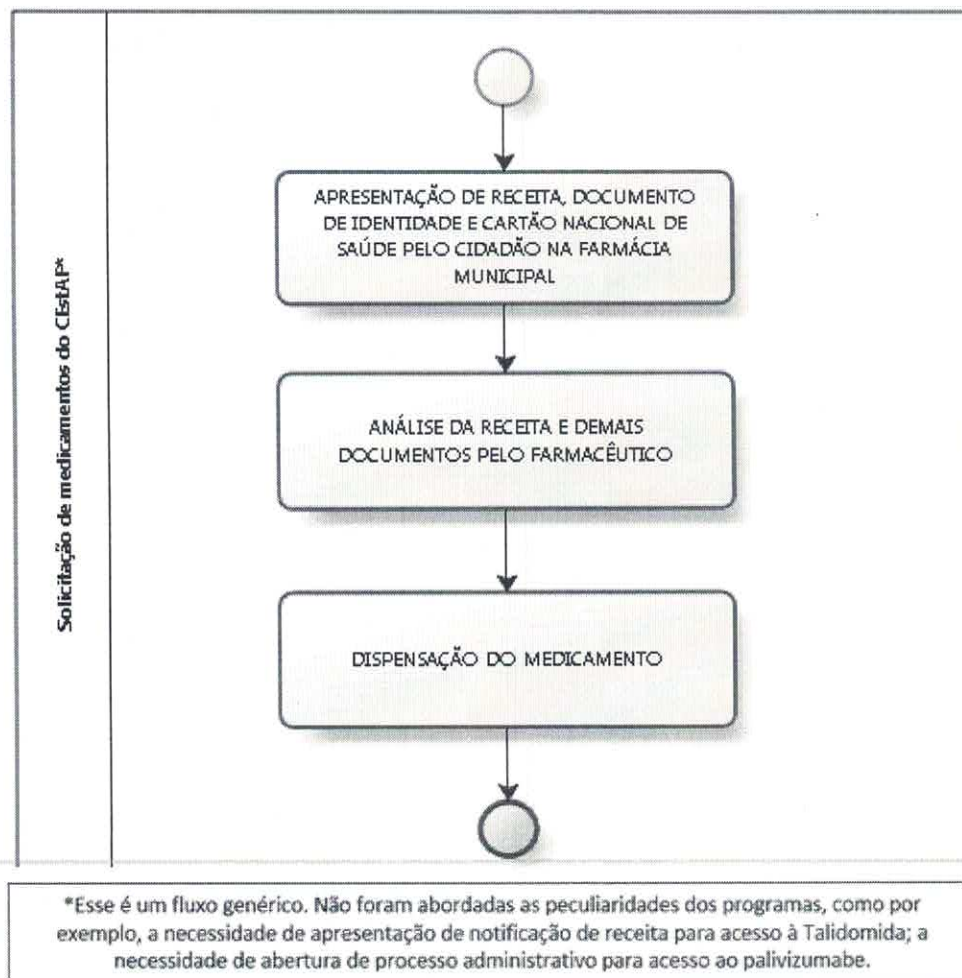 Solicitação de medicamentos do CEstAF*
APRESENTAÇÃO DE RECEITA, DOCUMENTO
DE IDENTIDADE E CARTÃO NACIONAL DE
SAÚDE PELO CIDADÃO NA FARMÁCIA
MUNICIPAL
ANÁLISE DA RECEITA E DEMAIS
DOCUMENTOS PELO FARMACÊUTICO
DISPENSAÇÃO DO MEDICAMENTO
*Esse é um fluxo genérico. Não foram abordadas as peculiaridades dos programas, como por
exemplo, a necessidade de apresentação de notificação de receita para acesso à Talidomida; a
necessidade de abertura de processo administrativo para acesso ao palivizumabe.